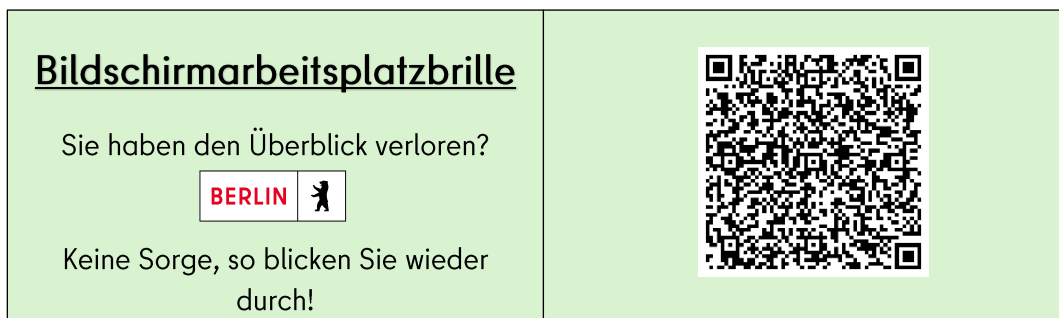 Bildschirmarbeitsplatzbrille
Sie haben den Überblick verloren?
BERLIN
Keine Sorge, so blicken Sie wieder
durch!